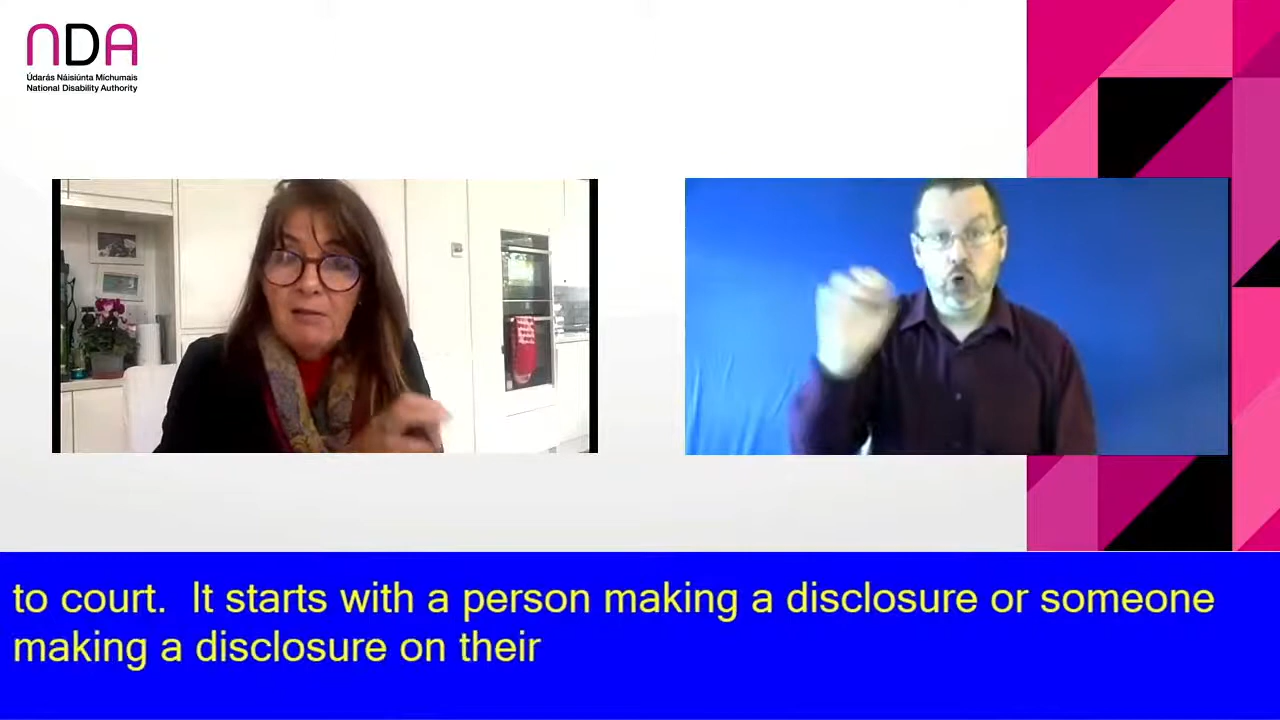 NDA
Údarás Náisiúnta Míchumais
National Disability Authority
to court.  It starts with a person making a disclosure or someone
making a disclosure on their